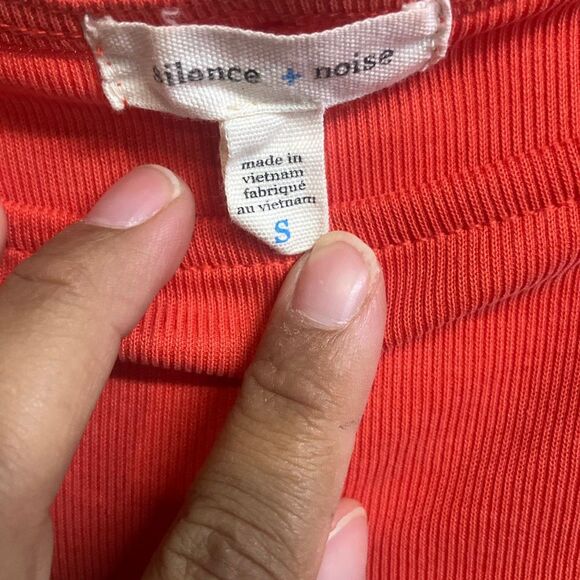 silence + noise
made in
vietnam
fabriqué
au vietnam
S